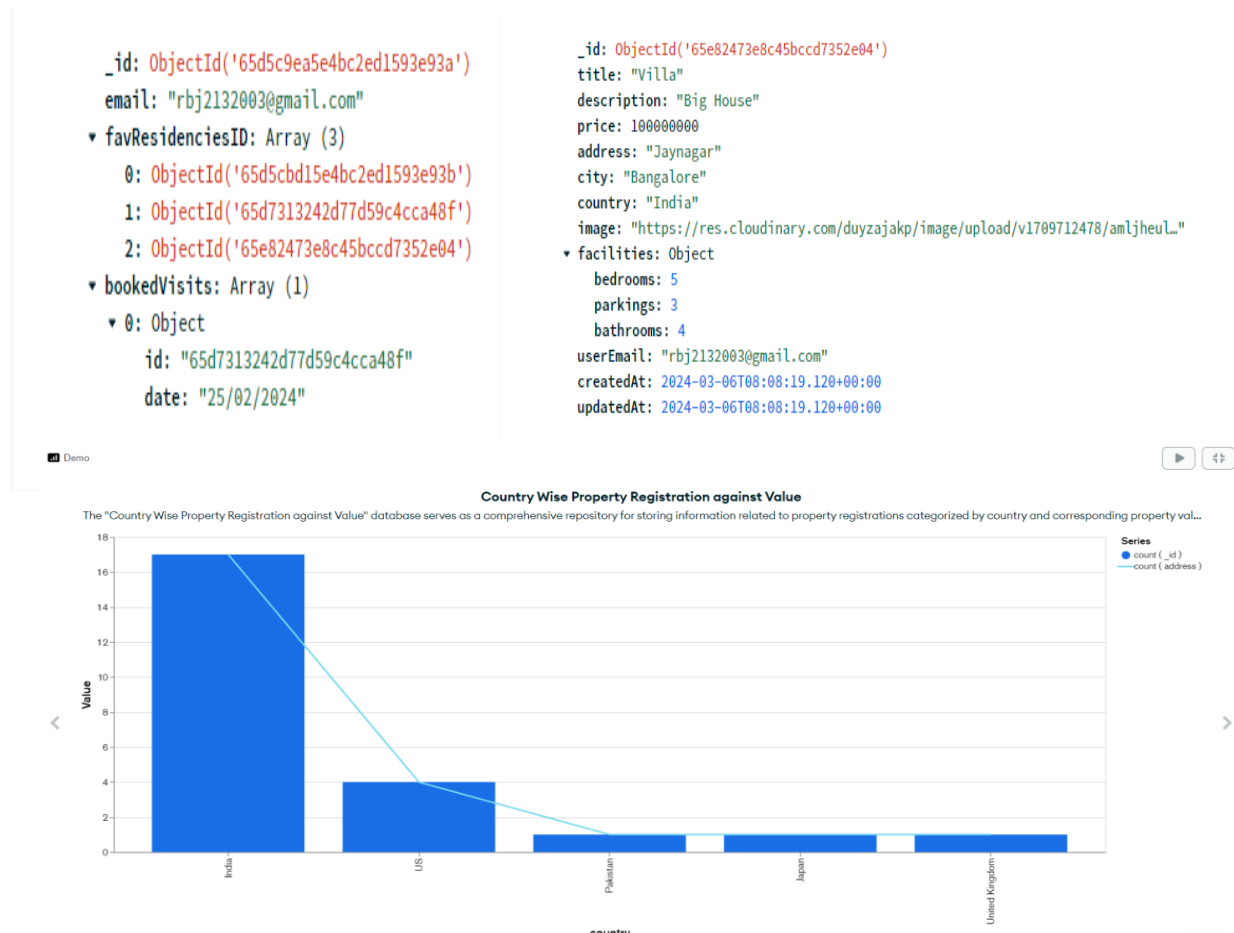 _id: ObjectId('65d5c9ea5e4bc2ed1593e93a')
email: "rbj2132003@gmail.com"
▾ favResidenciesID: Array (3)
0: ObjectId('65d5cbd15e4bc2ed1593e93b')
1: ObjectId('65d7313242d77d59c4cca48f')
2: ObjectId('65e82473e8c45bccd7352e04')
▾ bookedVisits: Array (1)
▾ 0: Object
id: "65d7313242d77d59c4cca48f"
date: "25/02/2024"
_id: ObjectId('65e82473e8c45bccd7352e04')
title: "Villa"
description: "Big House"
price: 100000000
address: "Jaynagar"
city: "Bangalore"
country: "India"
image: "https://res.cloudinary.com/duyzajakp/image/upload/v1709712478/amljheul…"
▾ facilities: Object
bedrooms: 5
parkings: 3
bathrooms: 4
userEmail: "rbj2132003@gmail.com"
createdAt: 2024-03-06T08:08:19.120+00:00
updatedAt: 2024-03-06T08:08:19.120+00:00
Demo
Country Wise Property Registration against Value
The "Country Wise Property Registration against Value" database serves as a comprehensive repository for storing information related to property registrations categorized by country and corresponding property val...
Series
count ( _id )
count ( address )
Value
18
16
14
12
10
8
6
4
2
0
India
US
Pakistan
Japan
United Kingdom
country